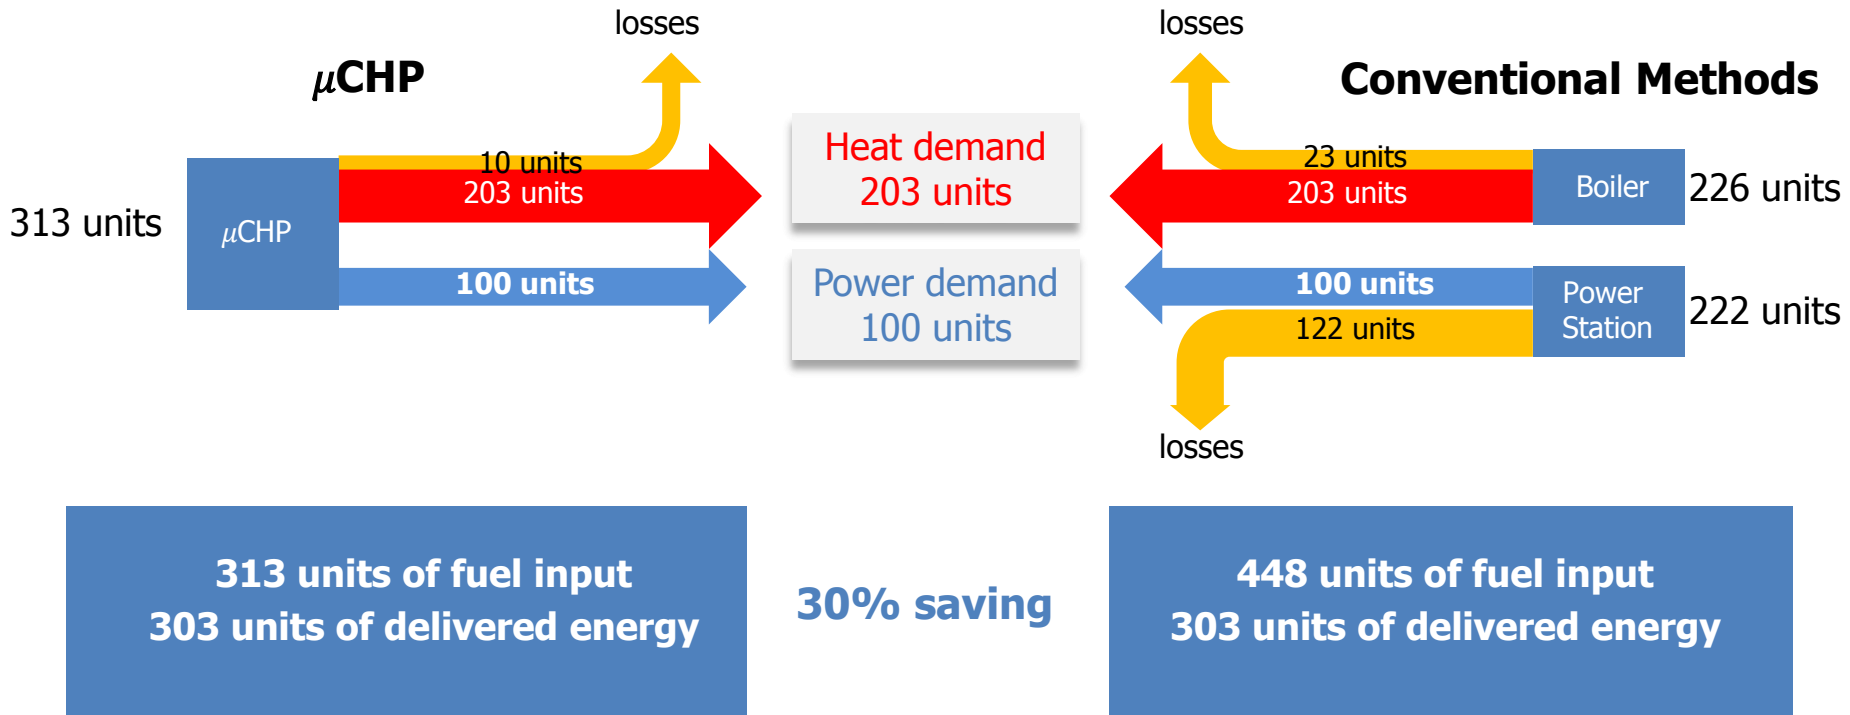 losses
losses
μCHP
Conventional Methods
313 units
μCHP
10 units
203 units
100 units
Heat demand
203 units
Power demand
100 units
23 units
203 units
100 units
122 units
Boiler
226 units
Power
Station
222 units
losses
313 units of fuel input
303 units of delivered energy
30% saving
448 units of fuel input
303 units of delivered energy